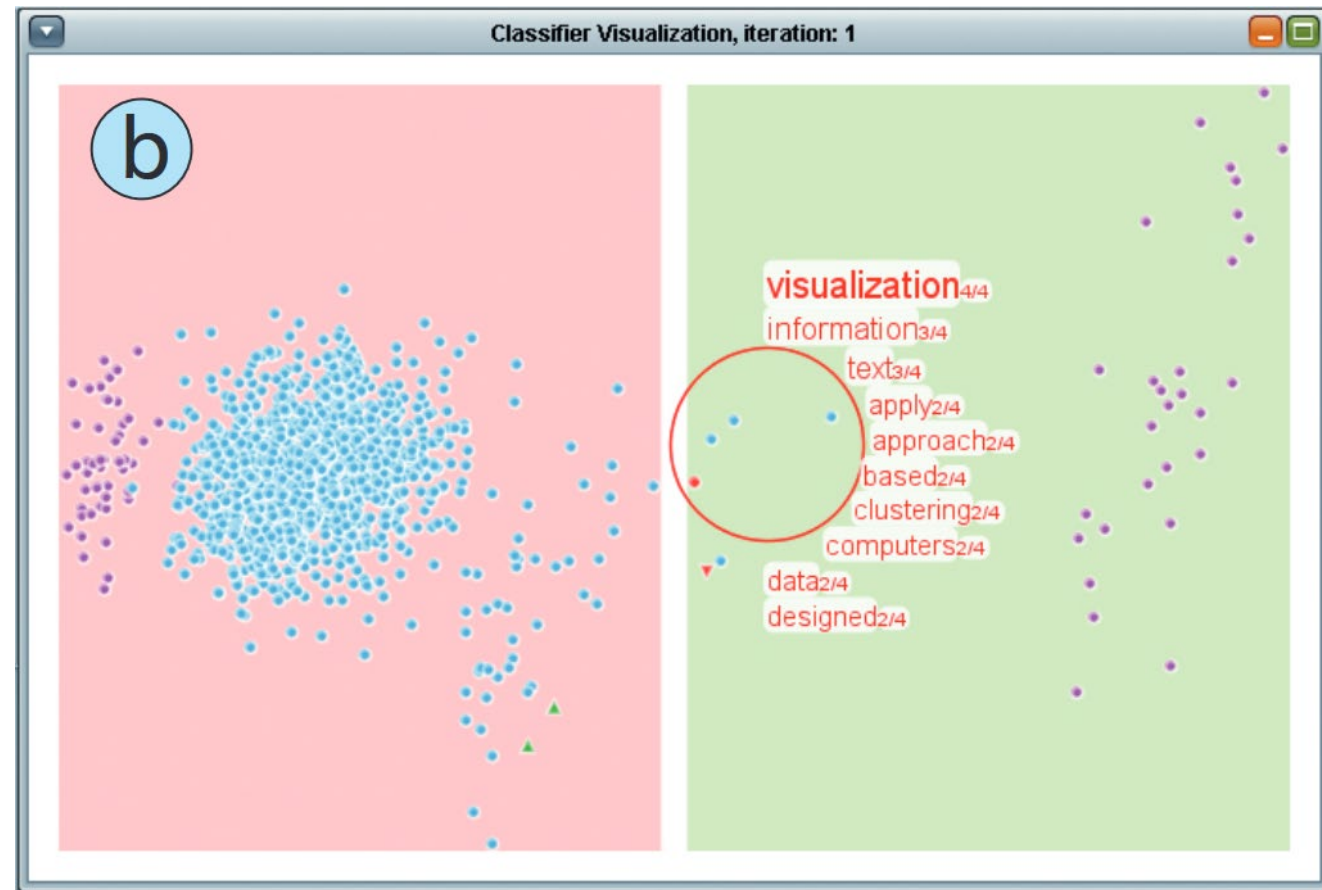 Classifier Visualization, iteration: 1
b
visualization4/4
information3/4
text3/4
apply2/4
approach2/4
based2/4
clustering2/4
computers2/4
data2/4
designed2/4